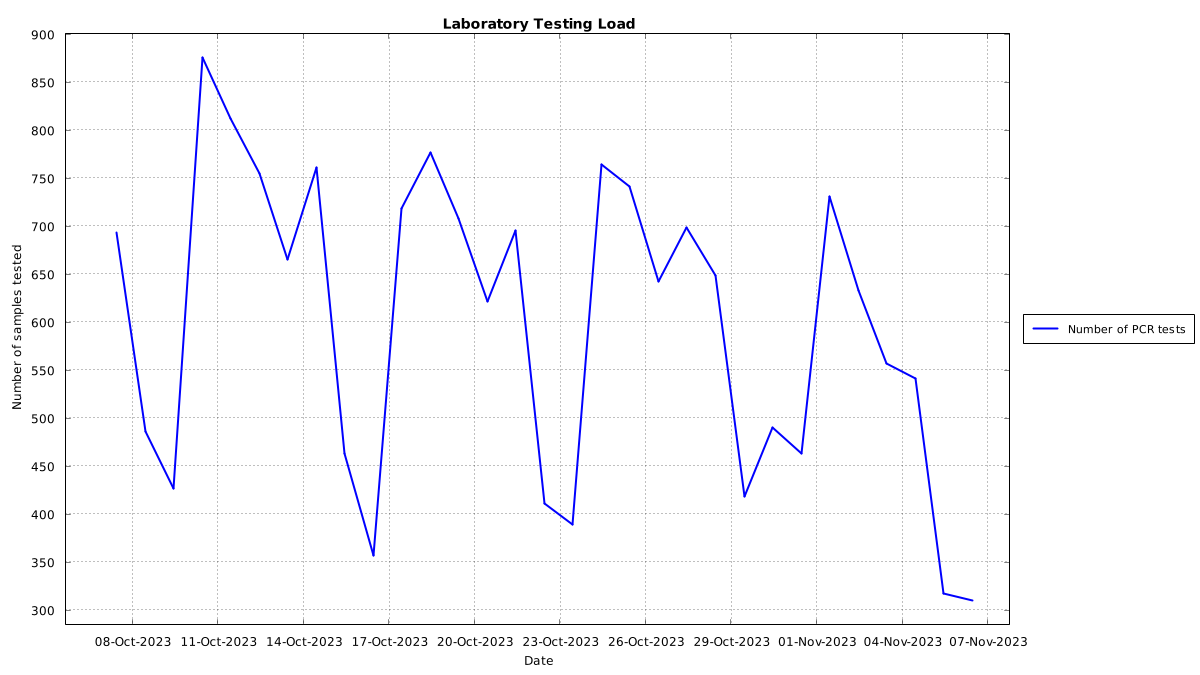 Laboratory Testing Load
900
850
800
750
700
650
600
550
500
450
400
350
300
Number of samples tested
08-Oct-2023 11-Oct-2023 14-Oct-2023 17-Oct-2023 20-Oct-2023 23-Oct-2023 26-Oct-2023 29-Oct-2023 01-Nov-2023 04-Nov-2023 07-Nov-2023
Date
Number of PCR tests